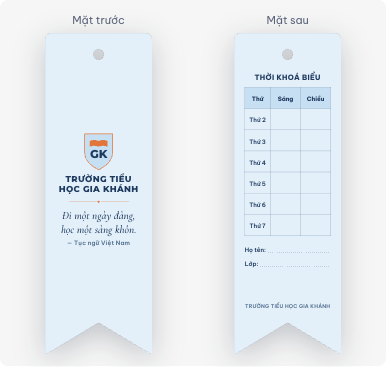 Mặt trước
GK
TRƯỜNG TIỂU
HỌC GIA KHÁNH
Đi một ngày đàng,
học một sàng khôn.
– Tục ngữ Việt Nam
Mặt sau
THỜI KHOÁ BIỂU
Thứ Sáng Chiều
Thứ 2
Thứ 3
Thứ 4
Thứ 5
Thứ 6
Thứ 7
Họ tên:
Lớp:
TRƯỜNG TIỂU HỌC GIA KHÁNH